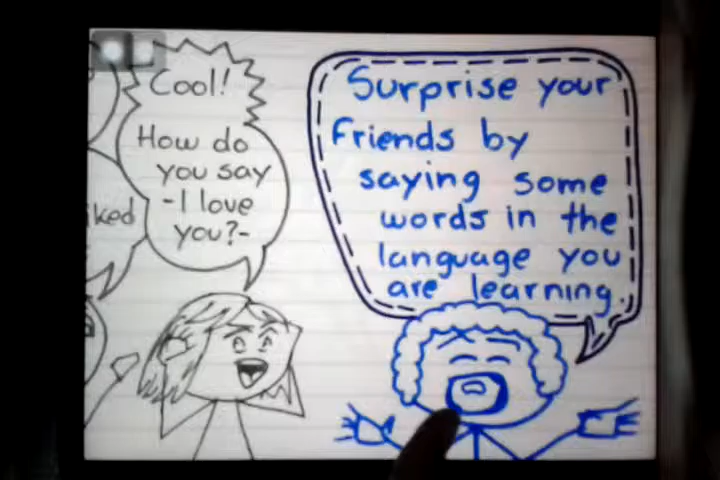 Cool!
How do
you say
-I love
you?-
iked
Surprise your
friends by
saying some
words in the
language you
are learning.